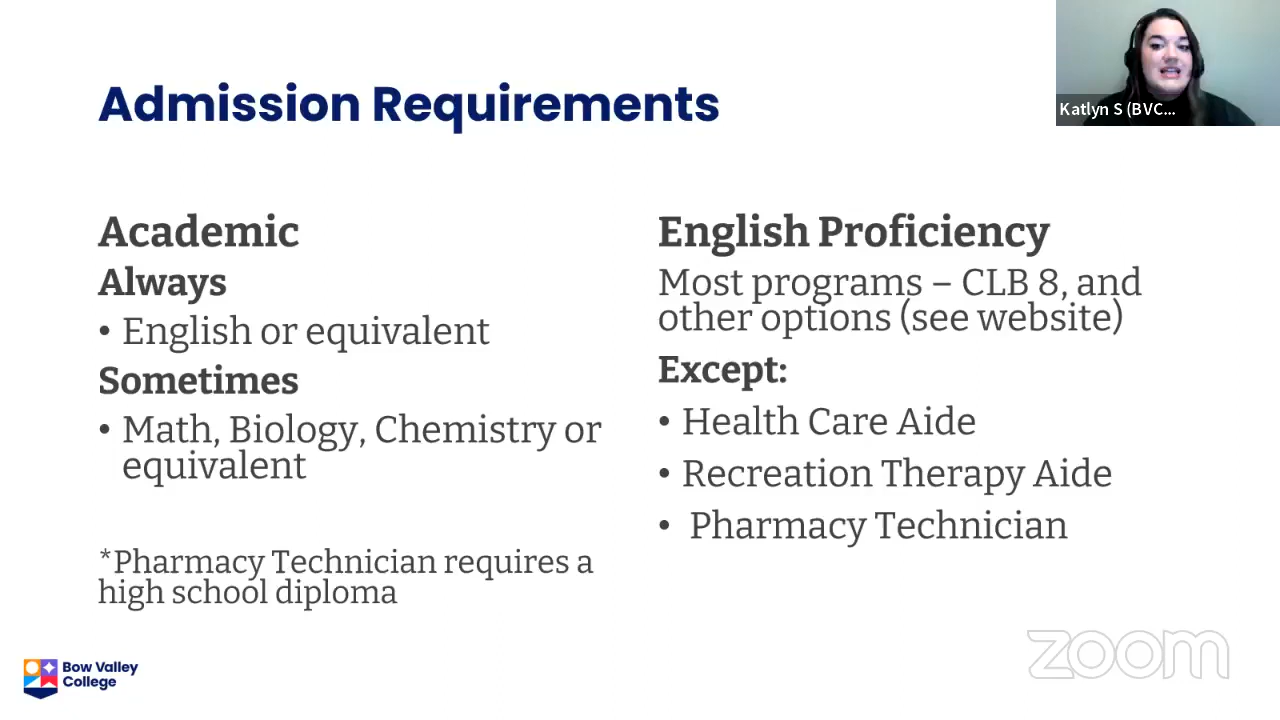 Admission Requirements
Katlyn S (BVC...
Academic
Always
• English or equivalent
Sometimes
• Math, Biology, Chemistry or
equivalent
*Pharmacy Technician requires a
high school diploma
English Proficiency
Most programs – CLB 8, and
other options (see website)
Except:
• Health Care Aide
• Recreation Therapy Aide
• Pharmacy Technician
Bow Valley
College
zoom